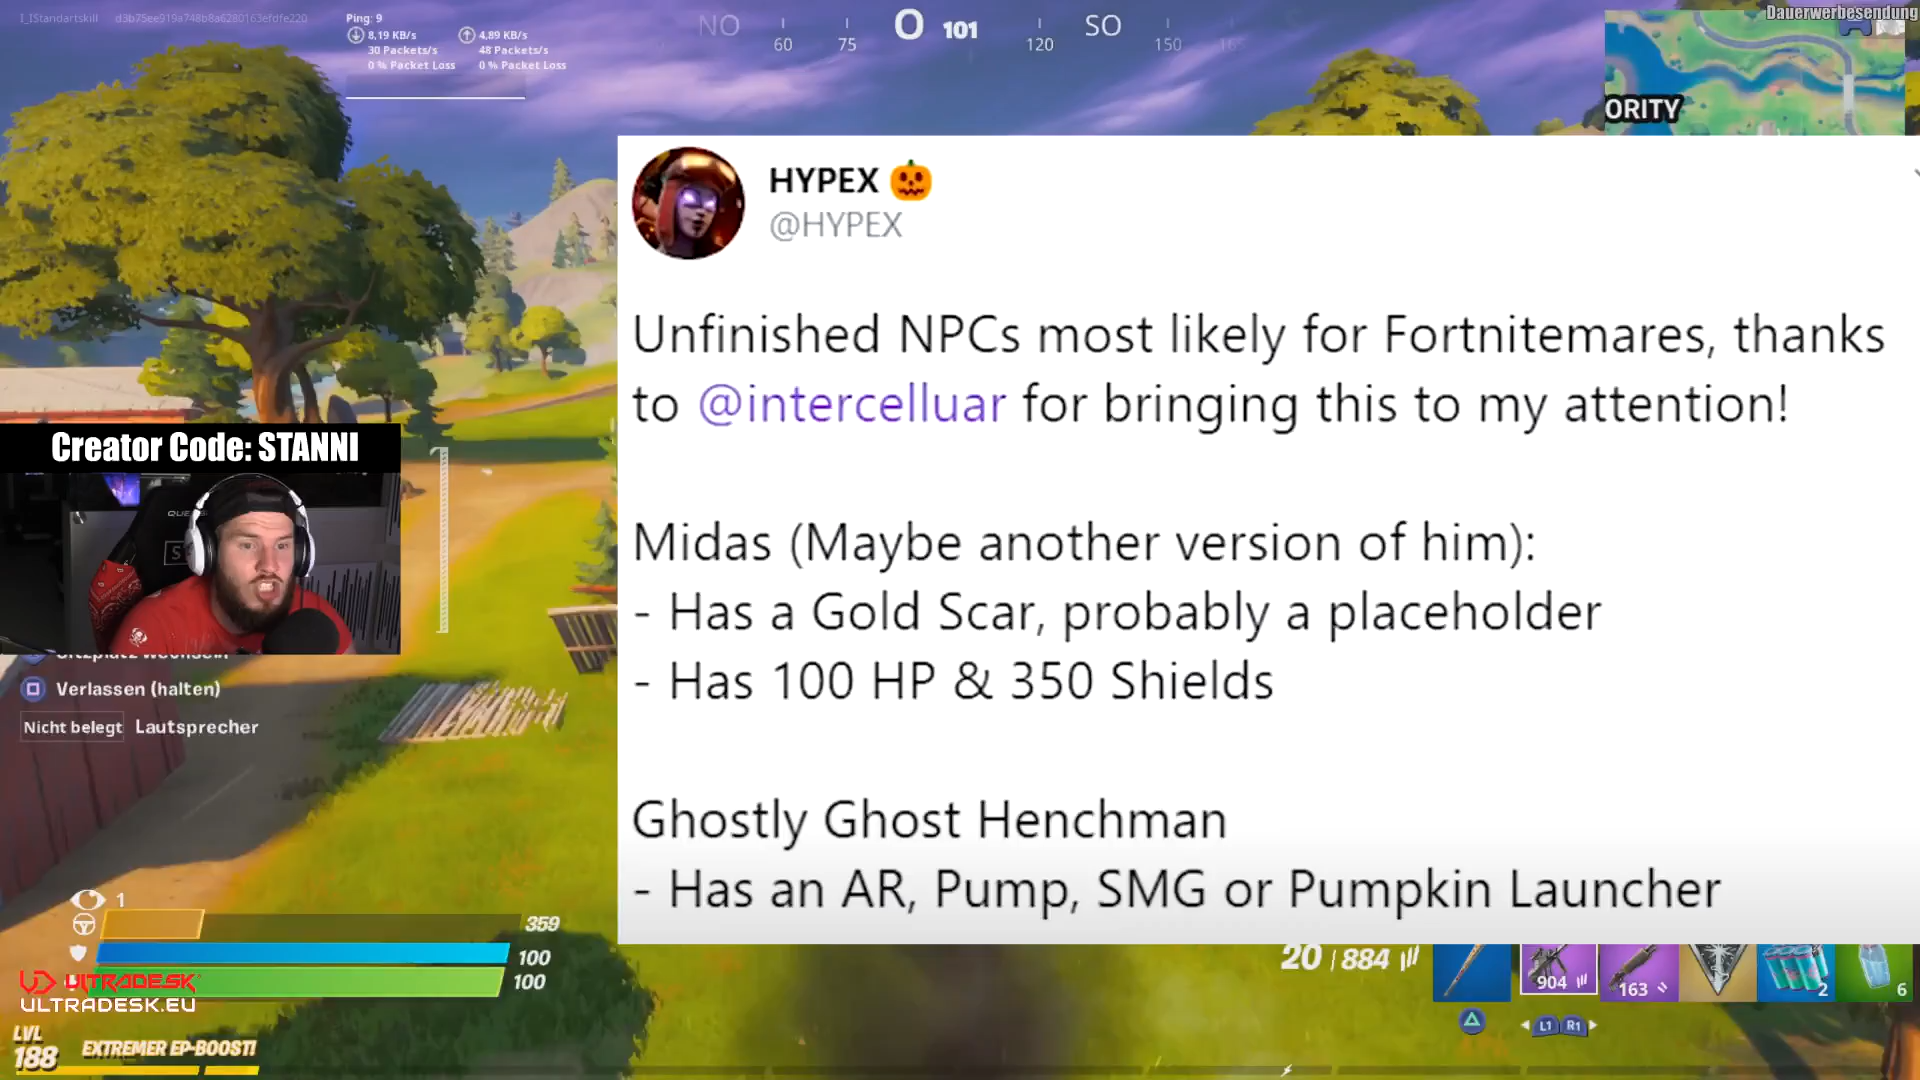 I_IStandartskill d3b75ee919a748b8a6280163efdfe220
Ping: 9
8,19 KB/s 4,89 KB/s
30 Packets/s 48 Packets/s
0 % Packet Loss 0 % Packet Loss
NO 60 75 O 101 120 SO 150
Dauerwerbesendung
ORITY
HYPEX 🎃
@HYPEX
Unfinished NPCs most likely for Fortnitemares, thanks
to @intercelluar for bringing this to my attention!
Midas (Maybe another version of him):
- Has a Gold Scar, probably a placeholder
- Has 100 HP & 350 Shields
Ghostly Ghost Henchman
- Has an AR, Pump, SMG or Pumpkin Launcher
Creator Code: STANNI
Sitzplatz wechseln
Verlassen (halten)
Nicht belegt Lautsprecher
1
359
100
100
ULTRADESK
ULTRADESK.EU
LVL
188
EXTREMER EP-BOOST!
20 | 884
904 163 2 6
L1 R1